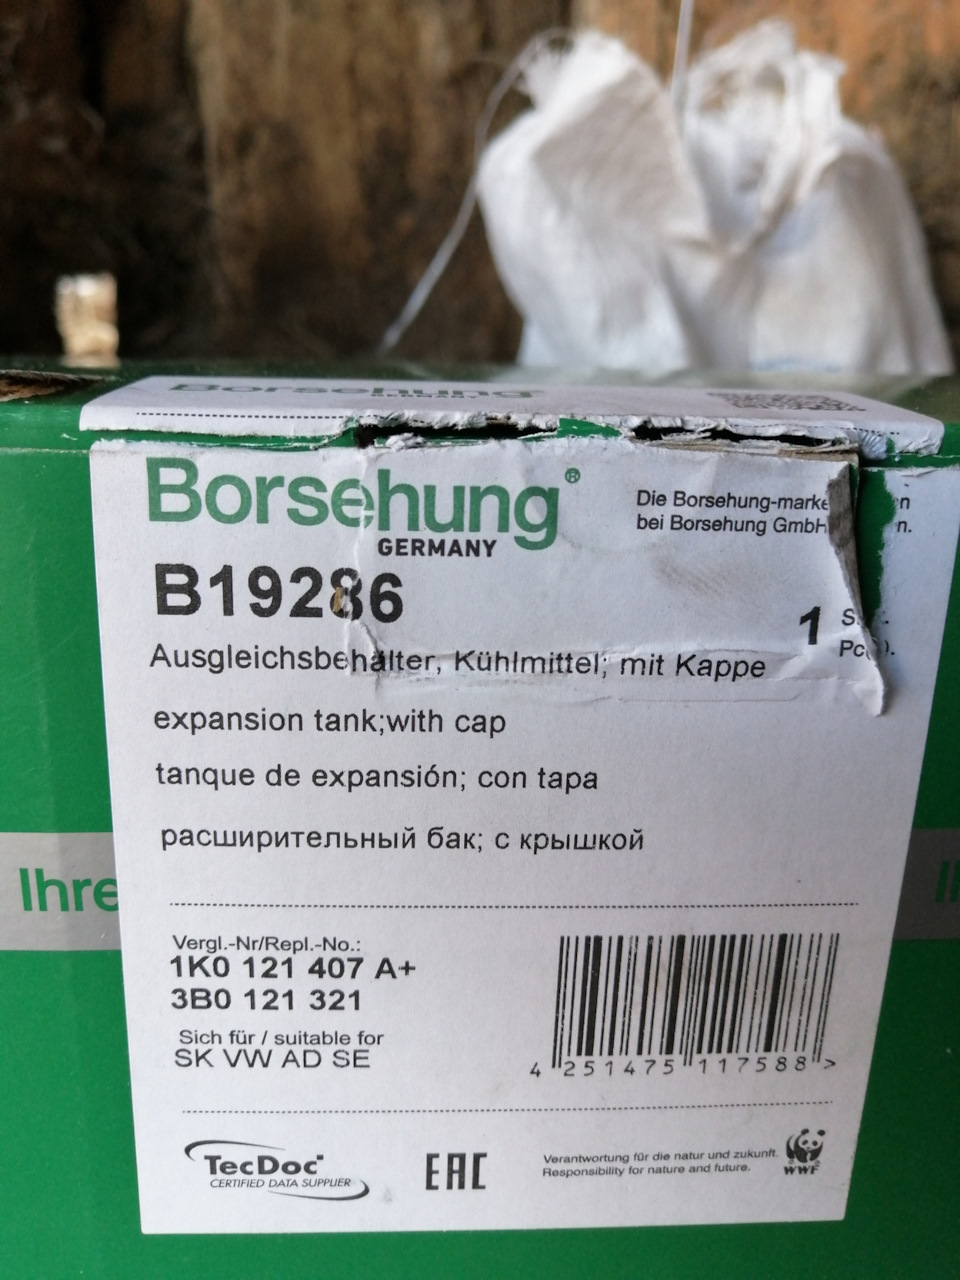 Borsehung
GERMANY
Borsehung®
GERMANY
Die Borsehung-marke
bei Borsehung GmbH
B19286
1
Ausgleichsbehälter, Kühlmittel; mit Kappe
expansion tank;with cap
tanque de expansión; con tapa
расширительный бак; с крышкой
Ihre
Vergl.-Nr/Repl.-No.:
1K0 121 407 A+
3B0 121 321
Sich für / suitable for
SK VW AD SE
4 251475 117588 >
TecDoc
CERTIFIED DATA SUPPLIER
EAC
Verantwortung für die natur und zukunft.
Responsibility for nature and future.
WWF